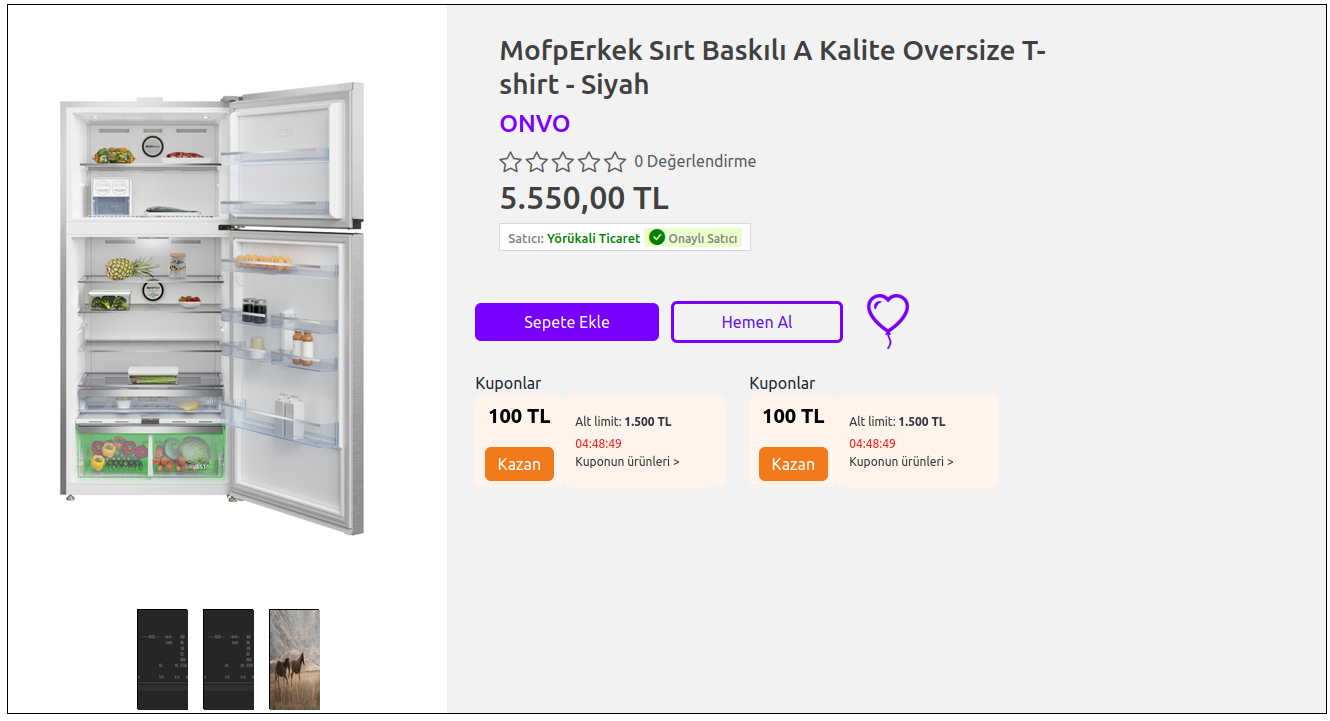 MofpErkek Sırt Baskılı A Kalite Oversize T-
shirt - Siyah
ONVO
0 Değerlendirme
5.550,00 TL
Satıcı: Yörükali Ticaret Onaylı Satıcı
Sepete Ekle
Hemen Al
Kuponlar
100 TL
Kazan
Alt limit: 1.500 TL
04:48:49
Kuponun ürünleri >
Kuponlar
100 TL
Kazan
Alt limit: 1.500 TL
04:48:49
Kuponun ürünleri >